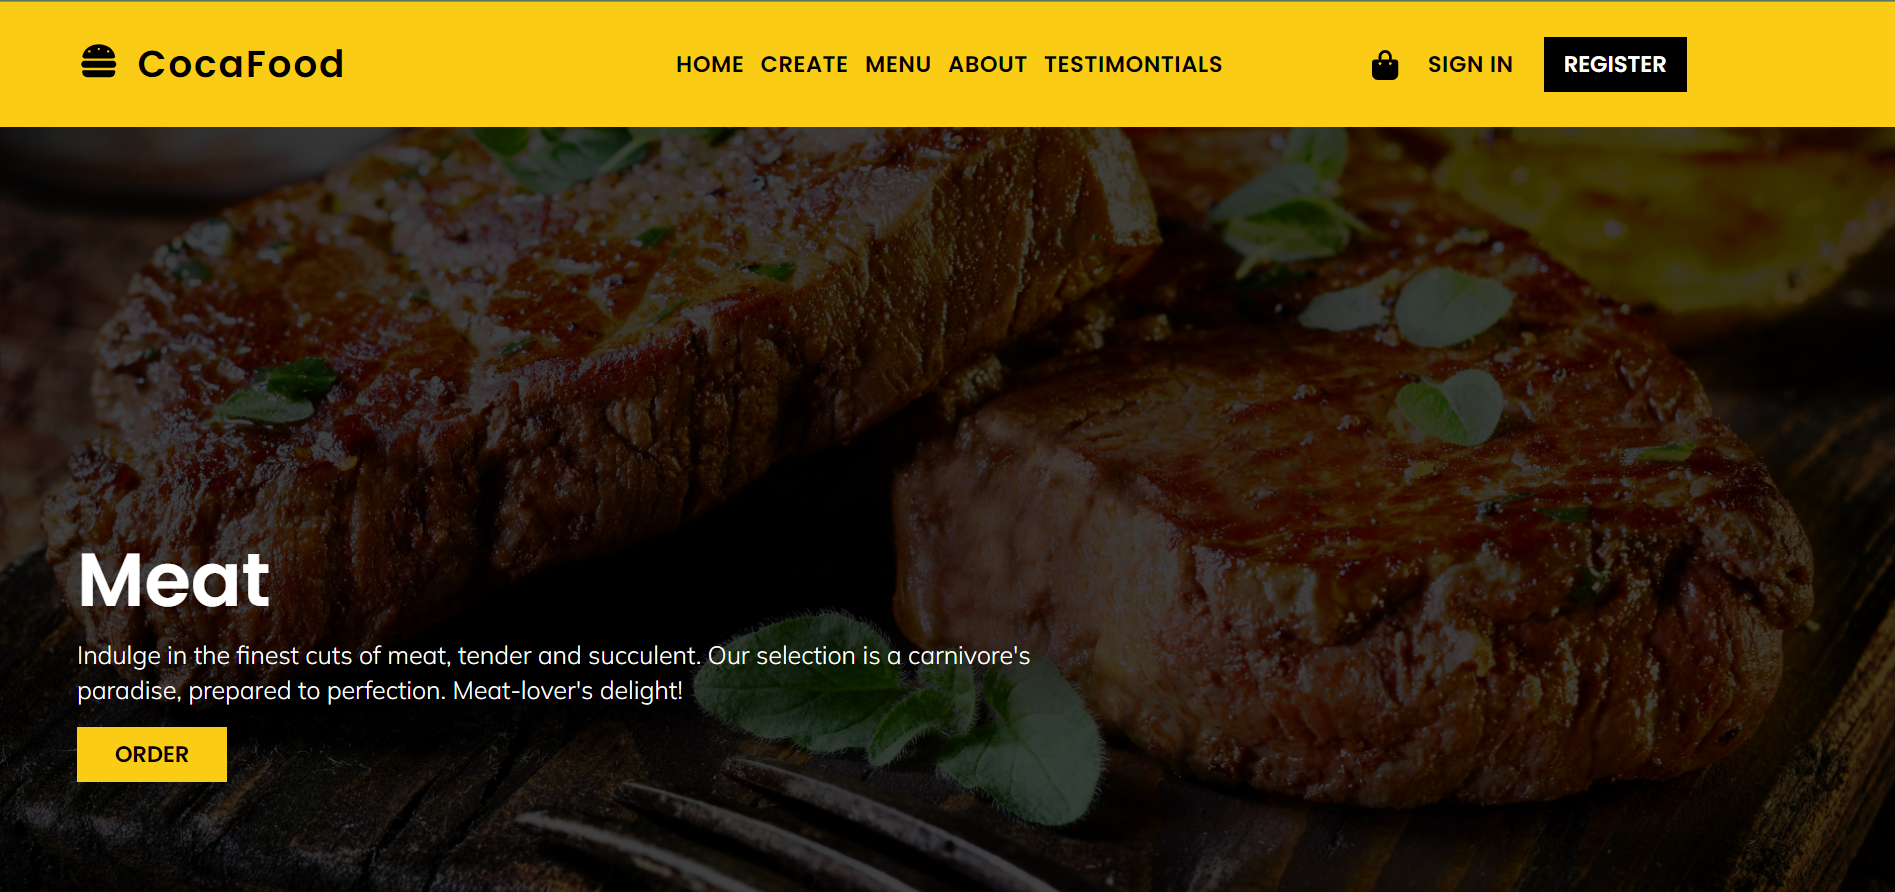 CocaFood
HOME CREATE MENU ABOUT TESTIMONTIALS
SIGN IN
REGISTER
Meat
Indulge in the finest cuts of meat, tender and succulent. Our selection is a carnivore's
paradise, prepared to perfection. Meat-lover's delight!
ORDER